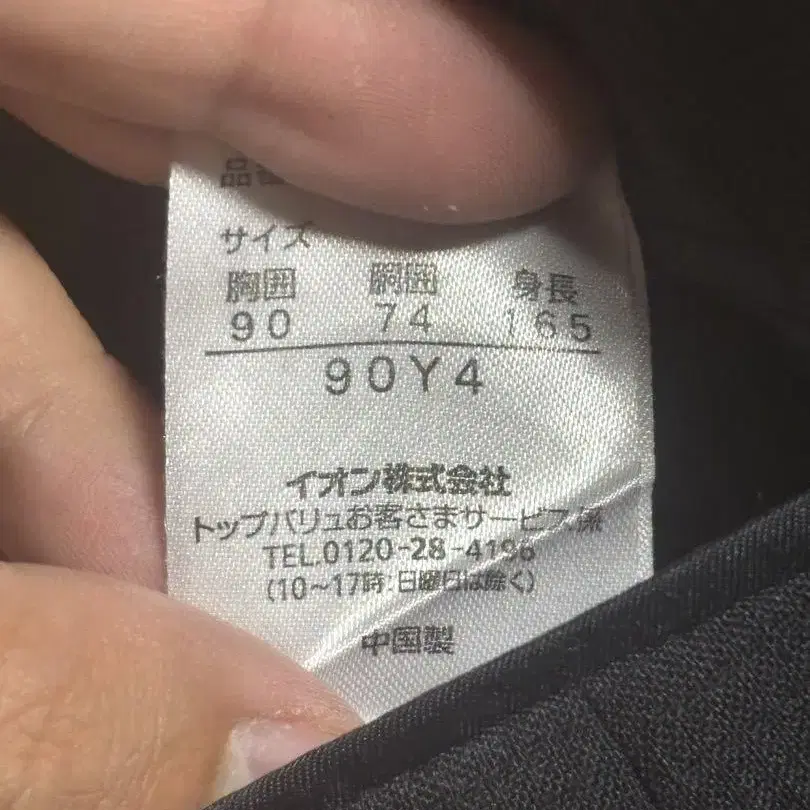 サイズ
胸囲 胸囲 身長
90 74 165
90Y4
イオン株式会社
トップバリュお客さまサービス係
TEL.0120-28-4196
(10〜17時:日曜日は除く)
中国製